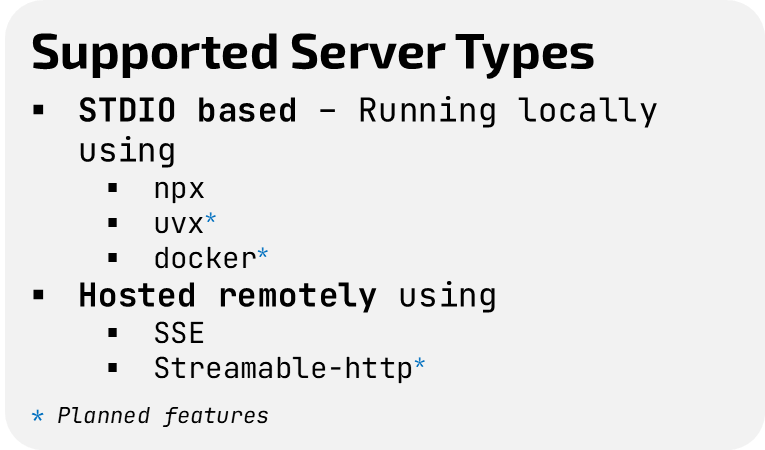 Supported Server Types
▪ STDIO based – Running locally
using
▪ npx
▪ uvx*
▪ docker*
▪ Hosted remotely using
▪ SSE
▪ Streamable-http*
* Planned features